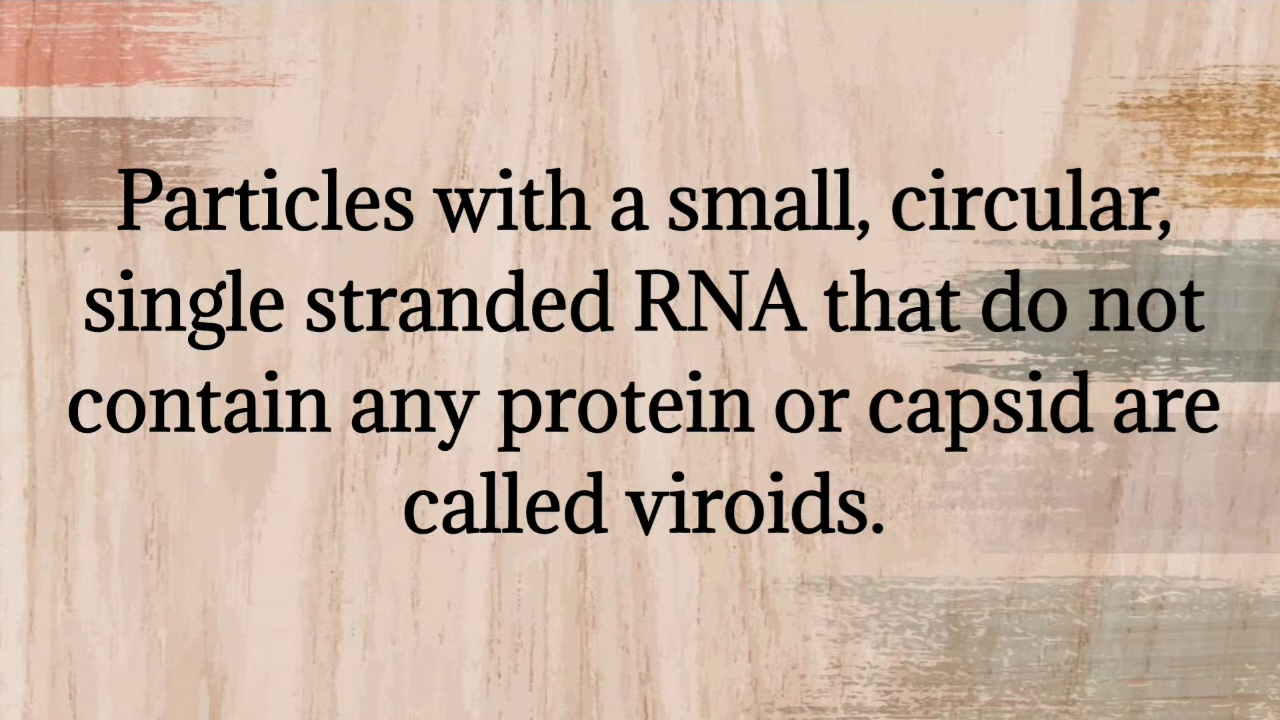 Particles with a small, circular,
single stranded RNA that do not
contain any protein or capsid are
called viroids.